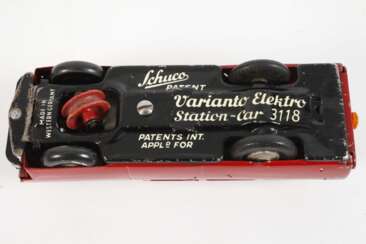 Schuco
PATENT
Varianto Elektro
Station-Car 3118
PATENTS INT.
APPLD FOR
MADE IN
WESTERN GERMANY